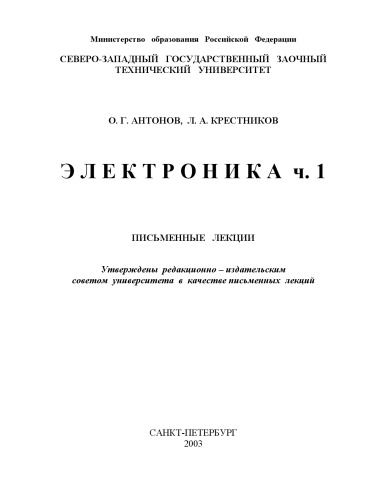 Министерство образования Российской Федерации
СЕВЕРО-ЗАПАДНЫЙ ГОСУДАРСТВЕННЫЙ ЗАОЧНЫЙ
ТЕХНИЧЕСКИЙ УНИВЕРСИТЕТ
О. Г. АНТОНОВ, Л. А. КРЕСТНИКОВ
Э Л Е К Т Р О Н И К А ч. 1
ПИСЬМЕННЫЕ ЛЕКЦИИ
Утверждены редакционно – издательским
советом университета в качестве письменных лекций
САНКТ-ПЕТЕРБУРГ
2003